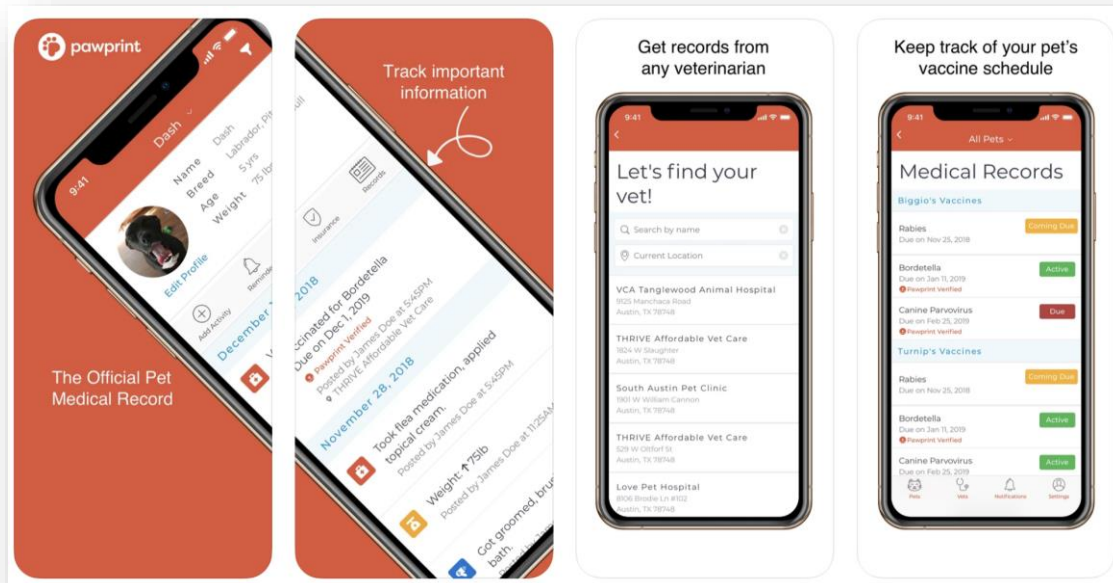 pawprint
9:41
Dash
Name Dash
Breed Labrador, Pit Bull
Age 5 yrs
Weight 75 lbs
Edit Profile
Add Activity
Insurance
Records
The Official Pet
Medical Record
Track important
information
December
2018
ccinated for Bordetella
Due on Dec 1, 2019
Pawprint Verified
Posted by James Doe at 5:45PM
THRIVE Affordable Vet Care
November 28, 2018
Took flea medication, applied
topical cream.
Posted by James Doe at 5:45PM
Weight: ↑75lb
Posted by James Doe at 11:25AM
Got groomed,
bath.
Get records from
any veterinarian
9:41
Let's find your
vet!
Search by name
Current Location
VCA Tanglewood Animal Hospital
9125 Manchaca Road
Austin, TX 78748
THRIVE Affordable Vet Care
1824 W Slaughter
Austin, TX 78748
South Austin Pet Clinic
1901 W William Cannon
Austin, TX 78748
THRIVE Affordable Vet Care
529 W Oltforf St
Austin, TX 78748
Love Pet Hospital
8106 Brodie Ln #102
Austin, TX 78748
Keep track of your pet's
vaccine schedule
9:41
All Pets
Medical Records
Biggio's Vaccines
Rabies
Coming Due
Due on Nov 25, 2018
Bordetella
Active
Due on Jan 11, 2019
Pawprint Verified
Canine Parvovirus
Due
Due on Feb 25, 2019
Pawprint Verified
Turnip's Vaccines
Rabies
Coming Due
Due on Nov 25, 2018
Bordetella
Active
Due on Jan 11, 2019
Pawprint Verified
Canine Parvovirus
Active
Due on Feb 25, 2019
Pets
Vets
Notifications
Settings